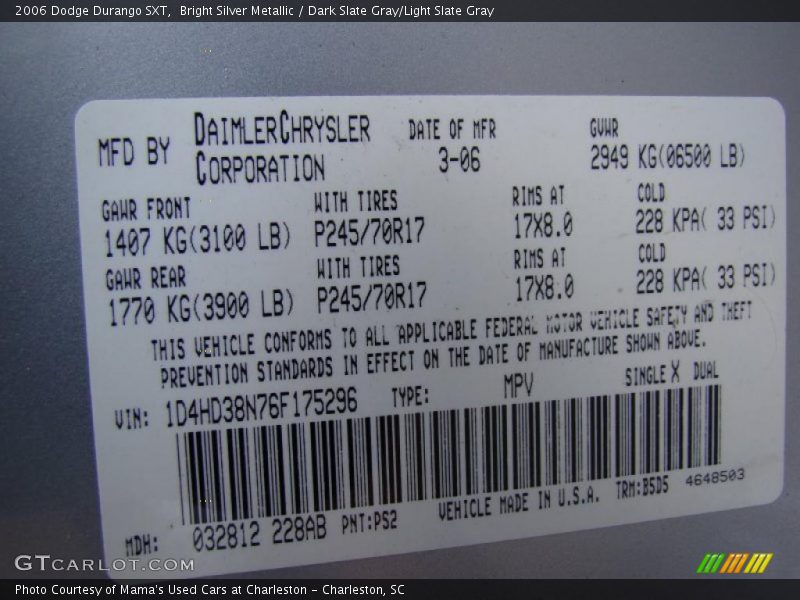 2006 Dodge Durango SXT,  Bright Silver Metallic / Dark Slate Gray/Light Slate Gray
MFD BY DAIMLERCHRYSLER CORPORATION DATE OF MFR 3-06 GVWR 2949 KG(06500 LB)
GAWR FRONT WITH TIRES RIMS AT COLD
1407 KG(3100 LB) P245/70R17 17X8.0 228 KPA( 33 PSI)
GAWR REAR WITH TIRES RIMS AT COLD
1770 KG(3900 LB) P245/70R17 17X8.0 228 KPA( 33 PSI)
THIS VEHICLE CONFORMS TO ALL APPLICABLE FEDERAL MOTOR VEHICLE SAFETY AND THEFT
PREVENTION STANDARDS IN EFFECT ON THE DATE OF MANUFACTURE SHOWN ABOVE.
VIN: 1D4HD38N76F175296 TYPE: MPV SINGLE X DUAL
MDH: 032812 228AB PNT:PS2 VEHICLE MADE IN U.S.A. TRM:B5D5 4648503
GTCARLOT.COM
Photo Courtesy of Mama's Used Cars at Charleston - Charleston, SC